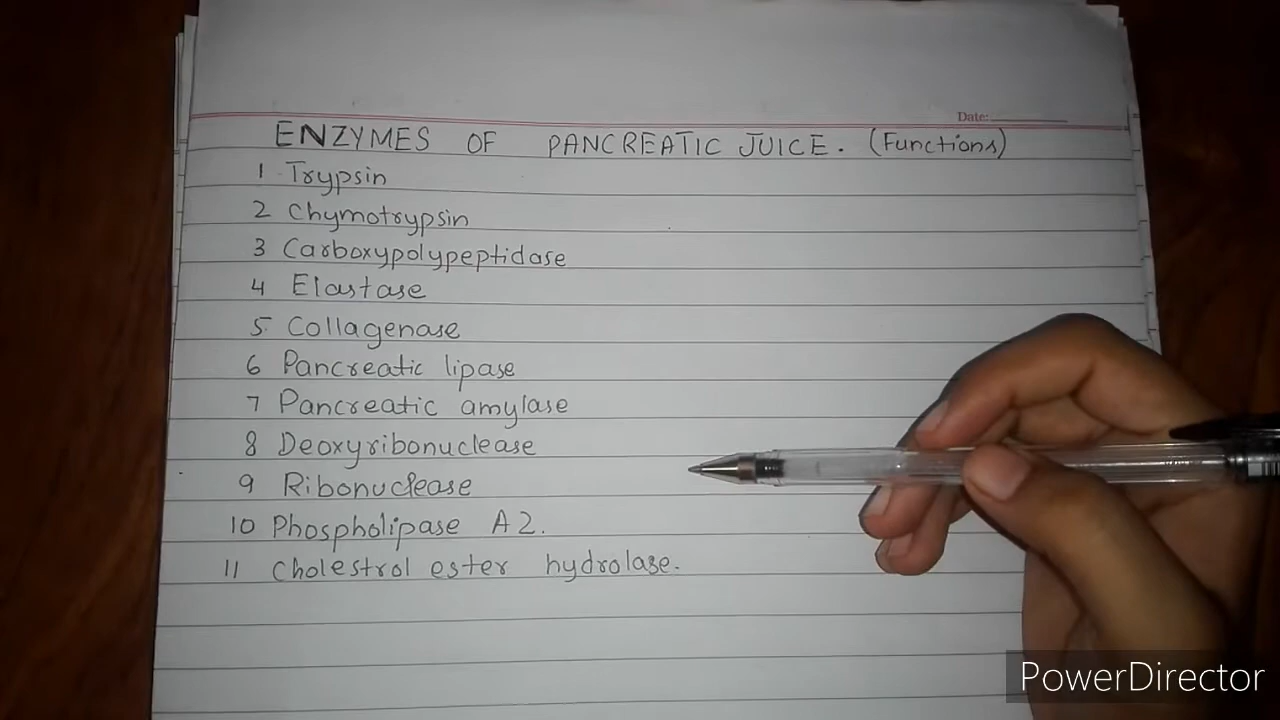 Date:
ENZYMES OF PANCREATIC JUICE. (Functions)
1 Trypsin
2 Chymotrypsin
3 Carboxypolypeptidase
4 Elastase
5 Collagenase
6 Pancreatic lipase
7 Pancreatic amylase
8 Deoxyribonuclease
9 Ribonuclease
10 Phospholipase A2.
11 Cholestrol ester hydrolase.
PowerDirector